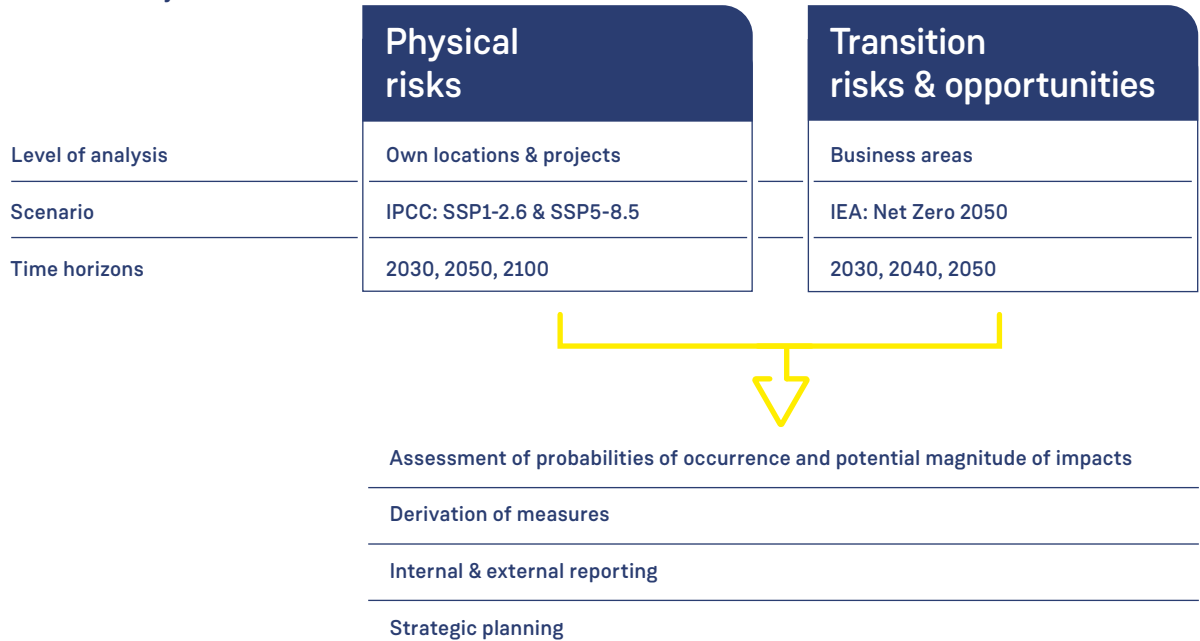 Physical
risks
Transition
risks & opportunities
Level of analysis
Own locations & projects
Business areas
Scenario
IPCC: SSP1-2.6 & SSP5-8.5
IEA: Net Zero 2050
Time horizons
2030, 2050, 2100
2030, 2040, 2050
Assessment of probabilities of occurrence and potential magnitude of impacts
Derivation of measures
Internal & external reporting
Strategic planning